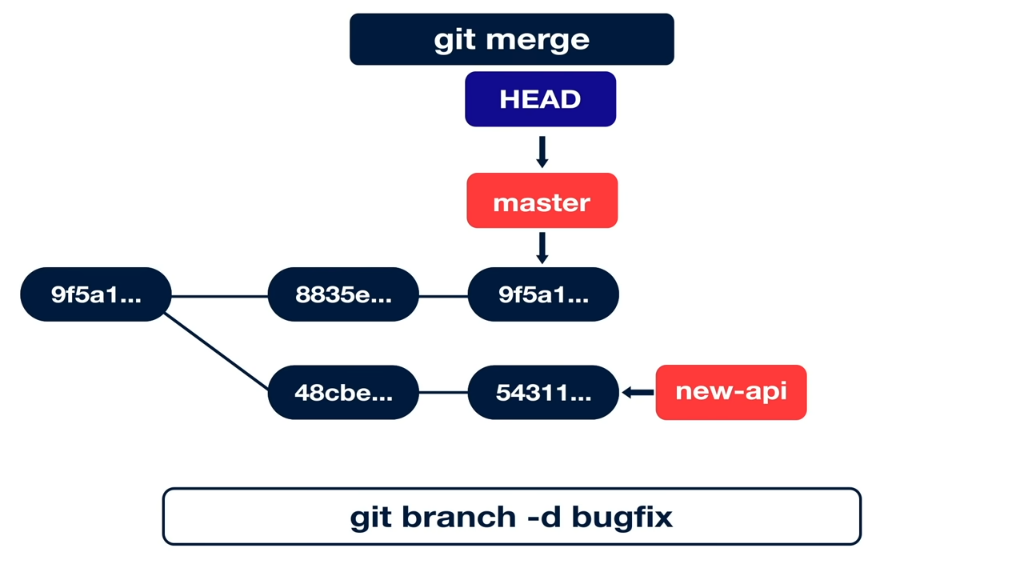 git merge
HEAD
master
9f5a1...
8835e...
9f5a1...
48cbe...
54311...
new-api
git branch -d bugfix